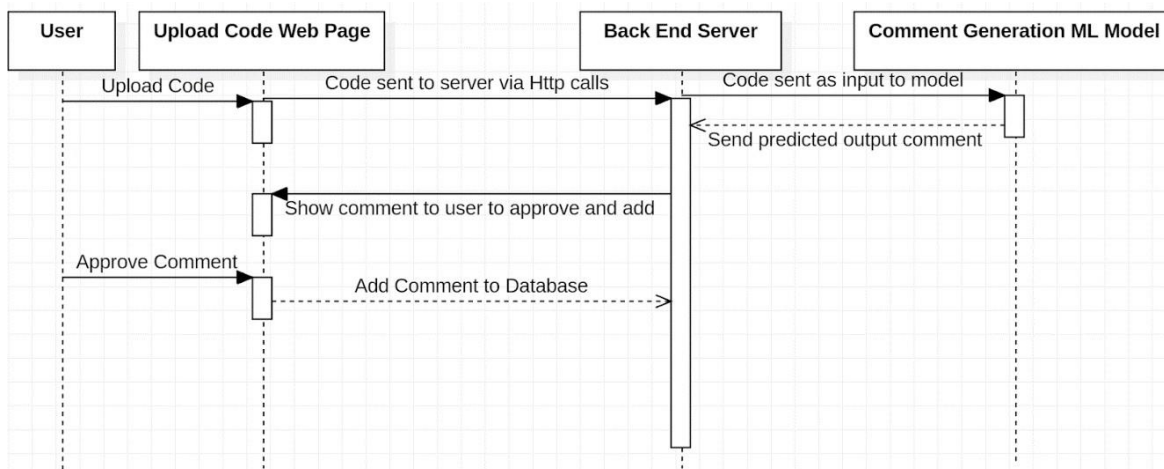 User
Upload Code Web Page
Back End Server
Comment Generation ML Model
Upload Code
Code sent to server via Http calls
Code sent as input to model
Send predicted output comment
Show comment to user to approve and add
Approve Comment
Add Comment to Database